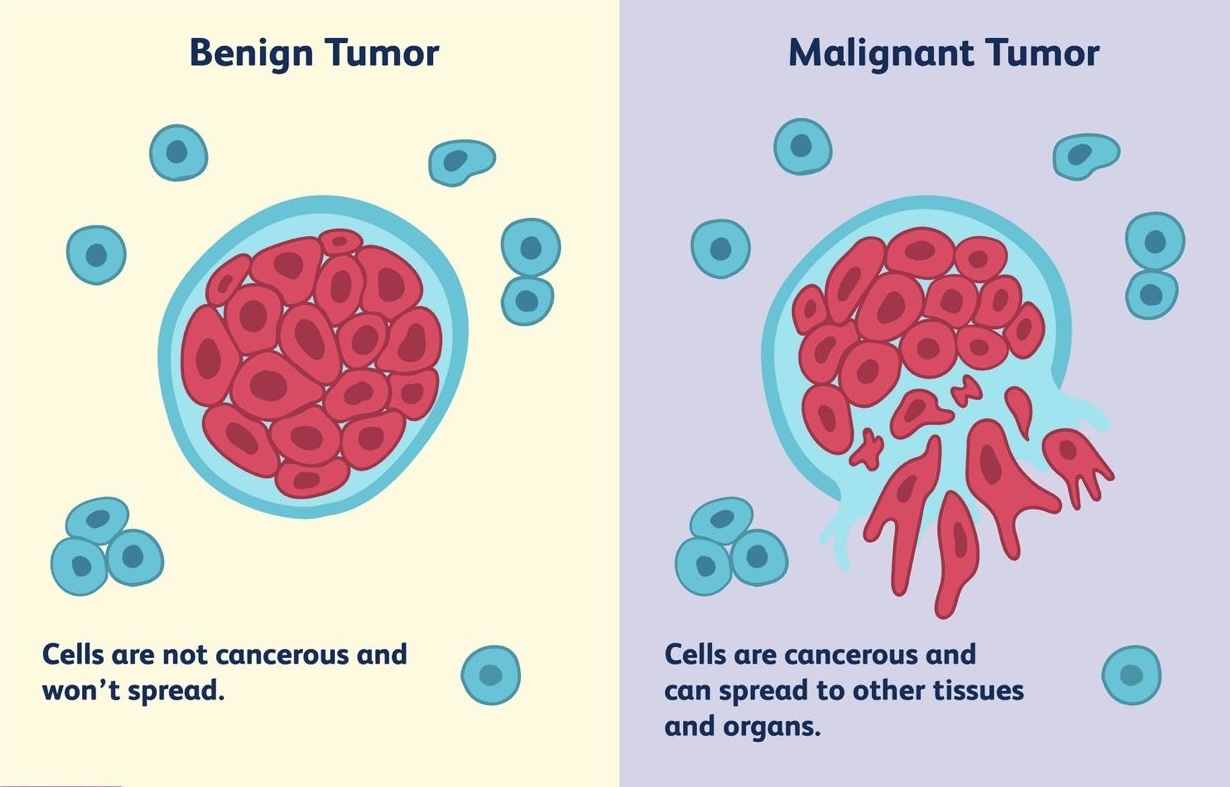 Benign Tumor
Cells are not cancerous and
won’t spread.
Malignant Tumor
Cells are cancerous and
can spread to other tissues
and organs.